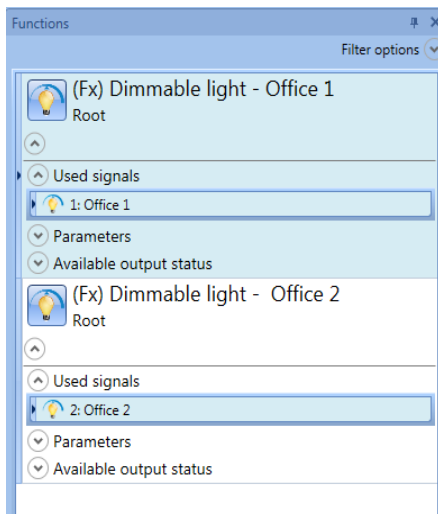 Functions
Filter options
(Fx) Dimmable light - Office 1
Root
Used signals
1: Office 1
Parameters
Available output status
(Fx) Dimmable light -  Office 2
Root
Used signals
2: Office 2
Parameters
Available output status